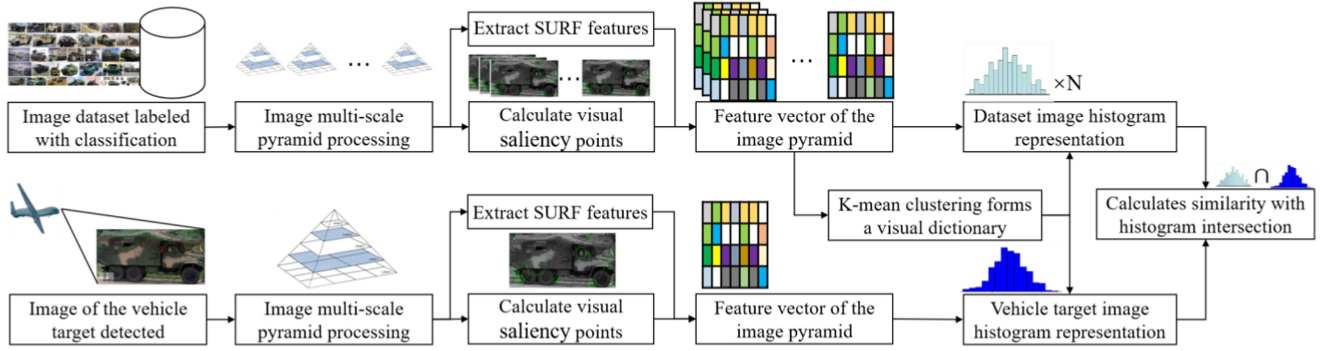 Extract SURF features
...
...
...
×N
Image dataset labeled
with classification
Image multi-scale
pyramid processing
Calculate visual
saliency points
Feature vector of the
image pyramid
Dataset image histogram
representation
∩
K-mean clustering forms
a visual dictionary
Calculates similarity with
histogram intersection
Extract SURF features
Image of the vehicle
target detected
Image multi-scale
pyramid processing
Calculate visual
saliency points
Feature vector of the
image pyramid
Vehicle target image
histogram representation